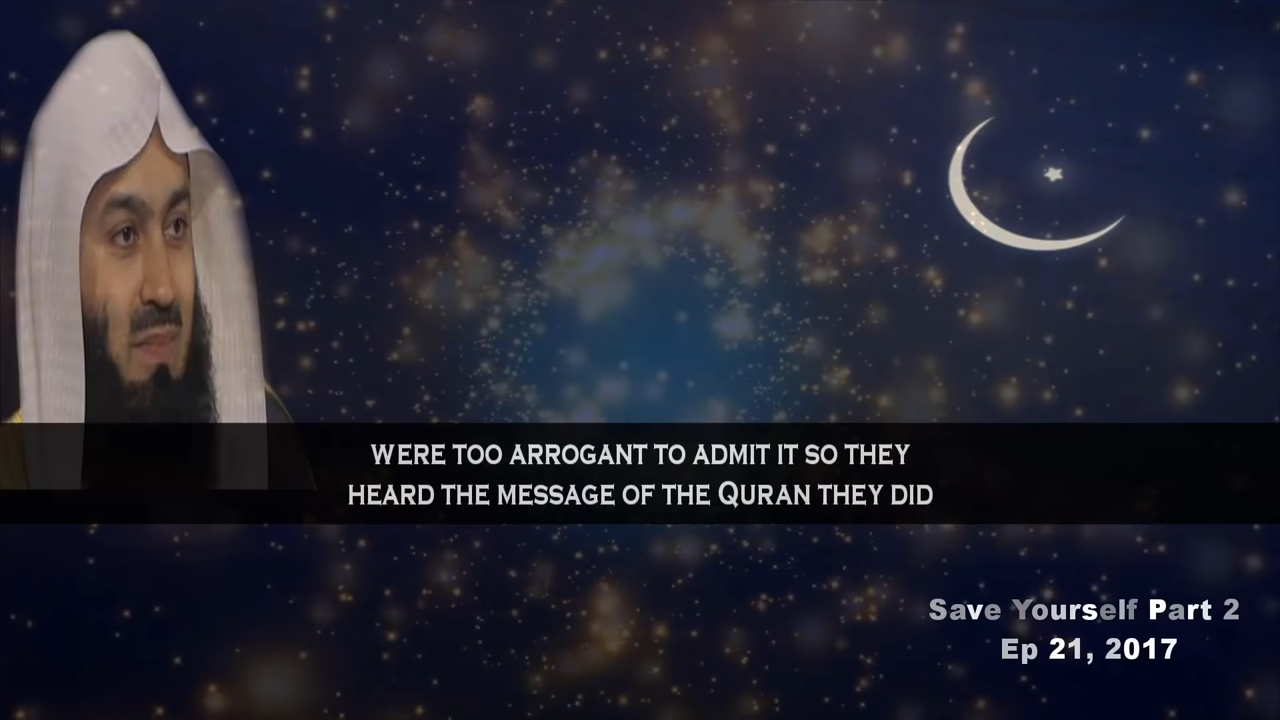 WERE TOO ARROGANT TO ADMIT IT SO THEY
HEARD THE MESSAGE OF THE QURAN THEY DID
Save Yourself Part 2
Ep 21, 2017